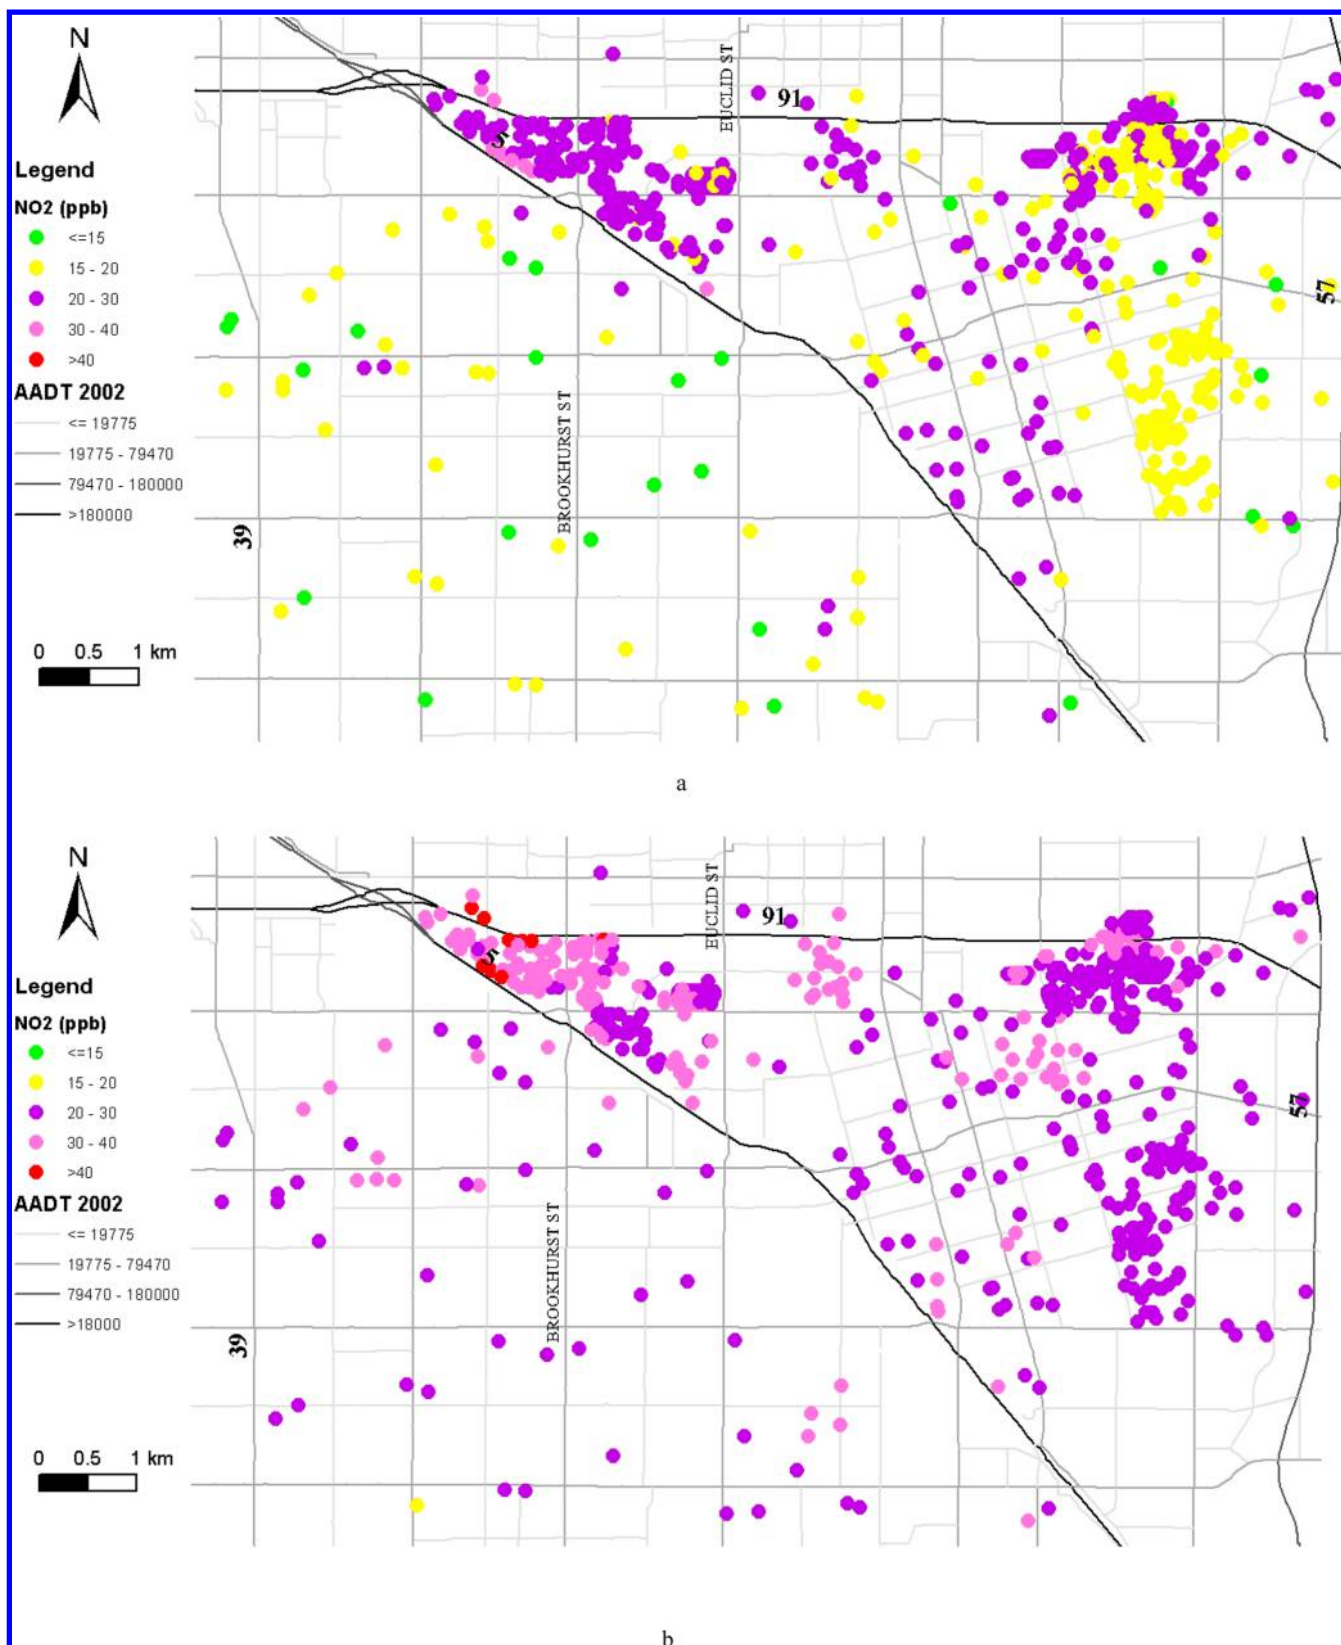 N
EUCLID ST
91
5
Legend
NO2 (ppb)
<=15
15 - 20
20 - 30
30 - 40
>40
AADT 2002
<= 19775
19775 - 79470
79470 - 180000
>180000
57
BROOKHURST ST
39
0 0.5 1 km
a
N
EUCLID ST
91
5
Legend
NO2 (ppb)
<=15
15 - 20
20 - 30
30 - 40
>40
AADT 2002
<= 19775
19775 - 79470
79470 - 180000
>18000
57
BROOKHURST ST
39
0 0.5 1 km
b